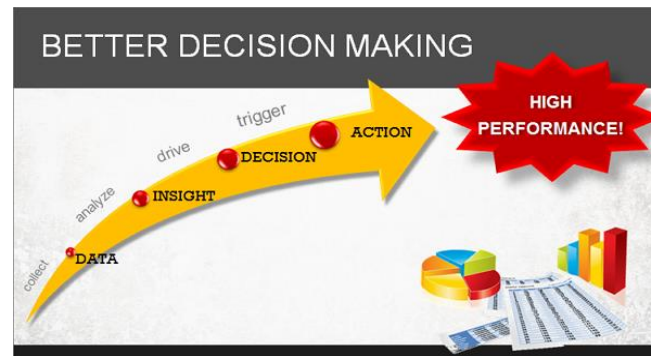 BETTER DECISION MAKING
HIGH
PERFORMANCE!
collect
DATA
analyze
INSIGHT
drive
DECISION
trigger
ACTION